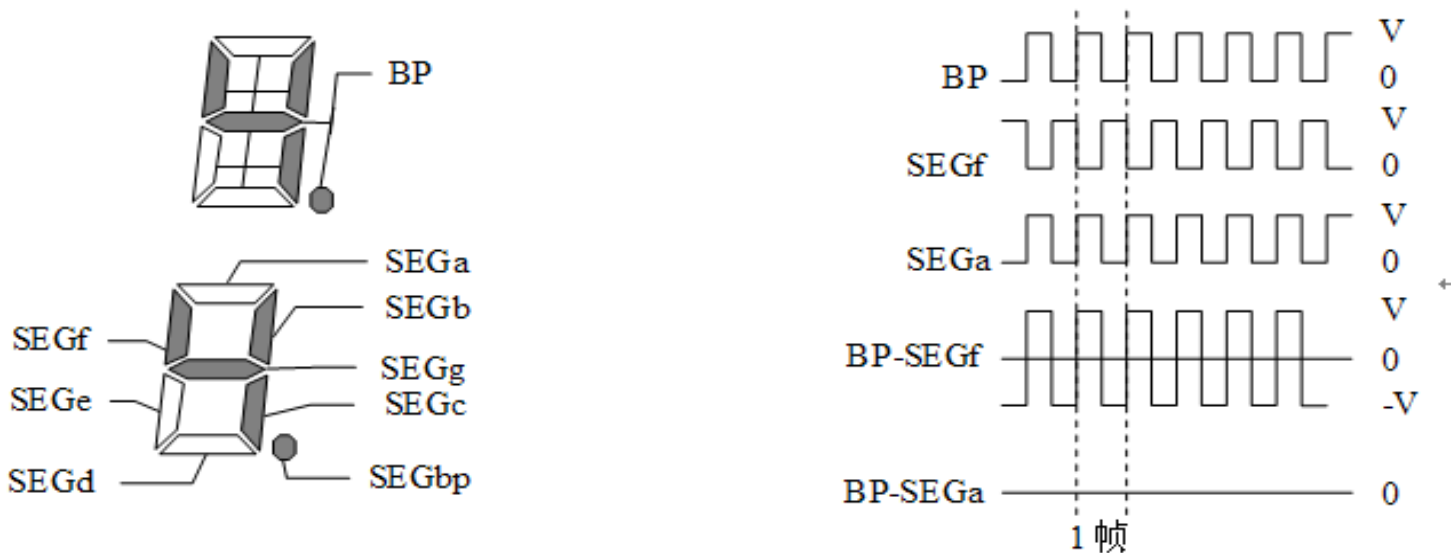 BP
SEGa
SEGb
SEGf
SEGg
SEGe
SEGc
SEGd
SEGbp
V
BP
0
V
SEGf
0
V
SEGa
0
V
BP-SEGf
0
-V
BP-SEGa
0
1 帧